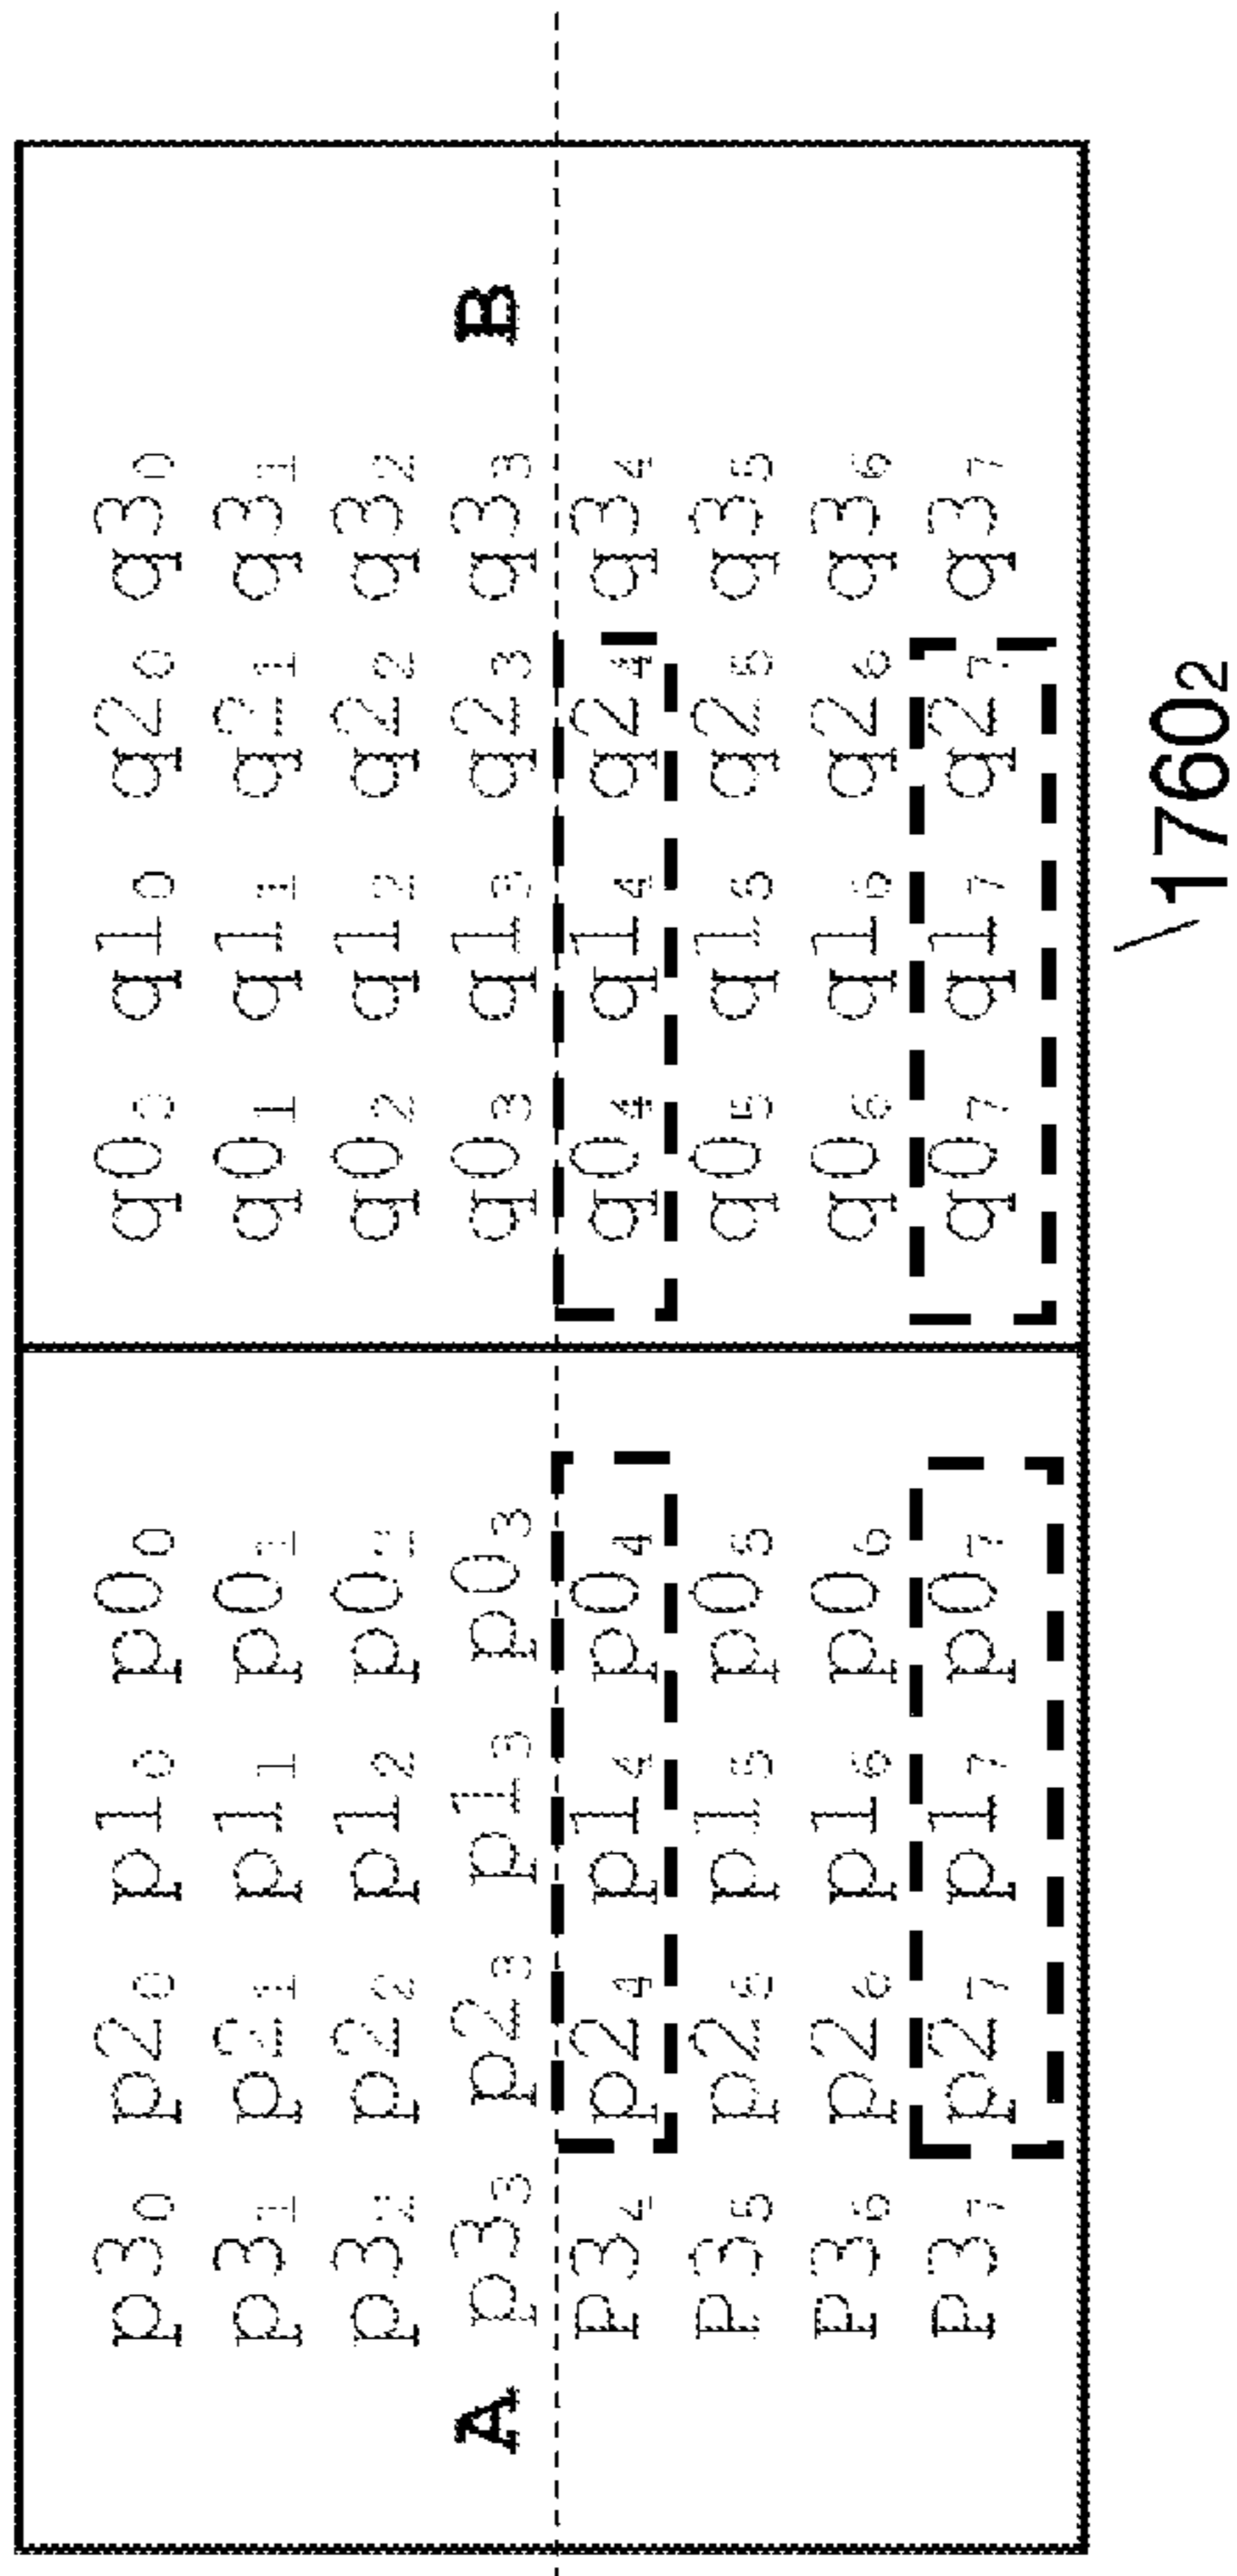 p3₀ p2₀ p1₀ p0₀ q0₀ q1₀ q2₀ q3₀
p3₁ p2₁ p1₁ p0₁ q0₁ q1₁ q2₁ q3₁
p3₂ p2₂ p1₂ p0₂ q0₂ q1₂ q2₂ q3₂
A p3₃ p2₃ p1₃ p0₃ q0₃ q1₃ q2₃ q3₃ B
P3₄ p2₄ p1₄ p0₄ q0₄ q1₄ q2₄ q3₄
P3₅ p2₅ p1₅ p0₅ q0₅ q1₅ q2₅ q3₅
P3₆ p2₆ p1₆ p0₆ q0₆ q1₆ q2₆ q3₆
P3₇ p2₇ p1₇ p0₇ q0₇ q1₇ q2₇ q3₇
1760₂